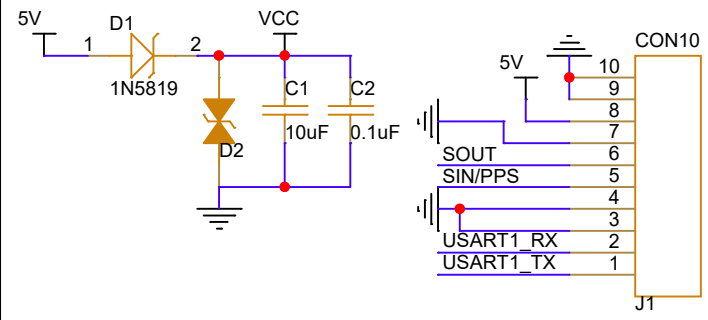 5V
D1
1
2
1N5819
VCC
C1
10uF
C2
0.1uF
D2
CON10
5V
10
9
8
7
SOUT
6
SIN/PPS
5
4
3
USART1_RX
2
USART1_TX
1
J1